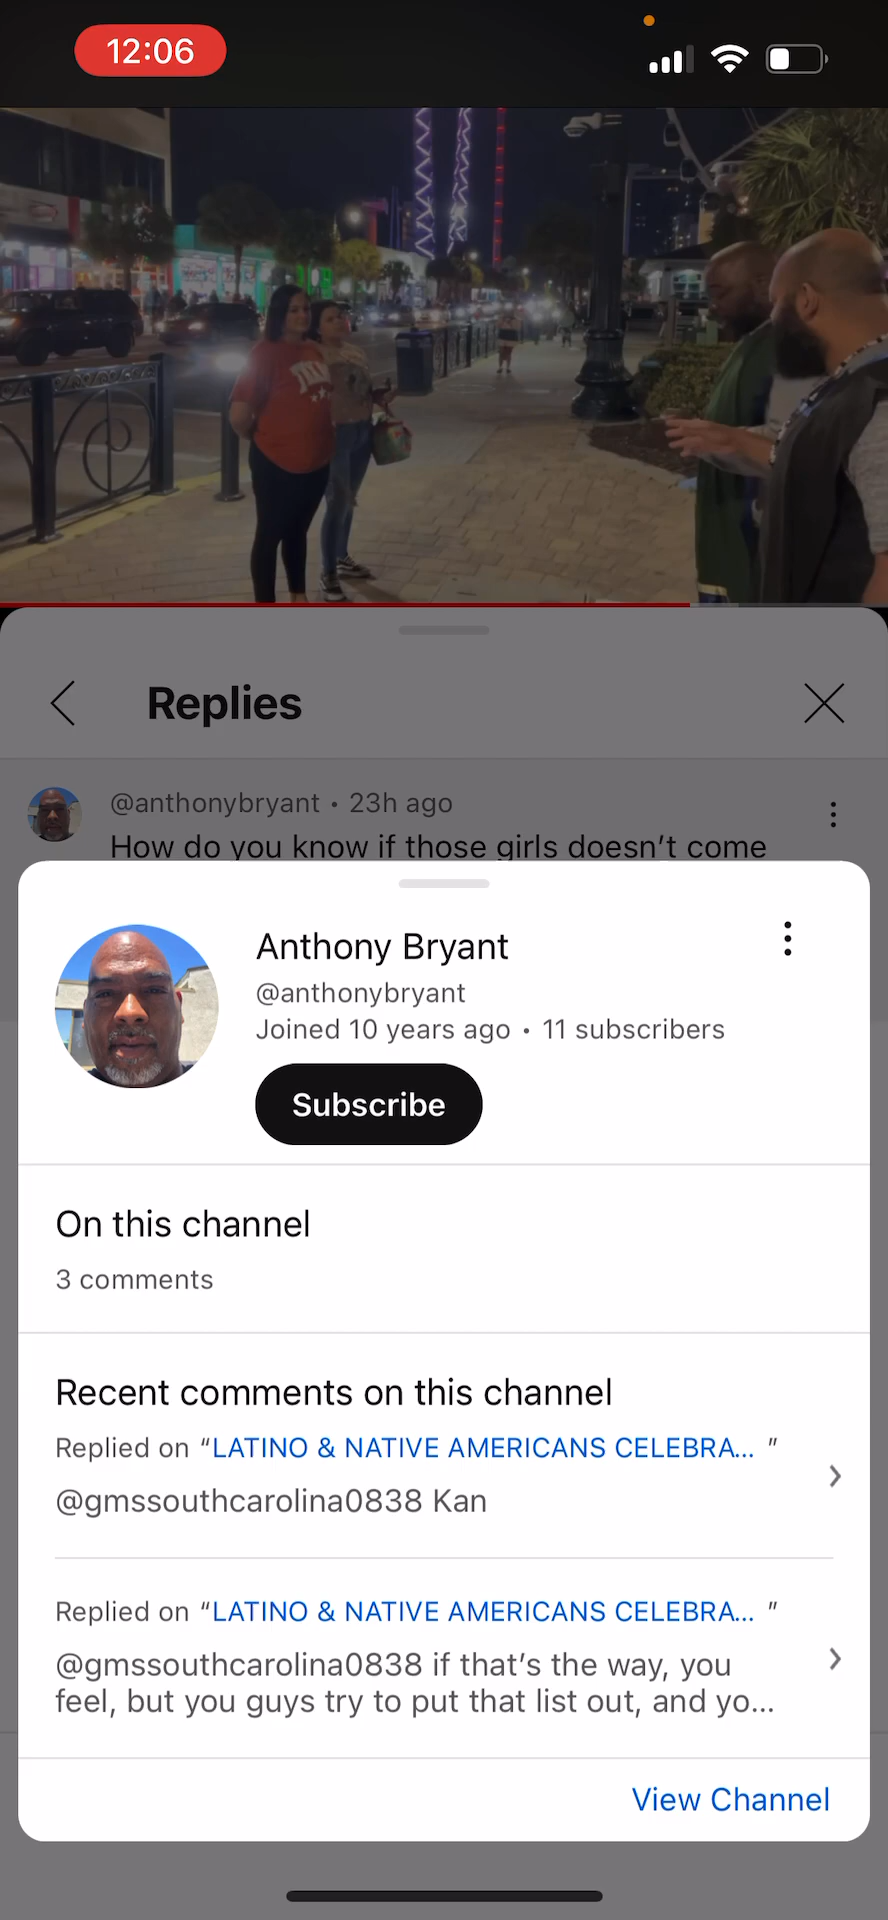 12:06
Replies
@anthonybryant • 23h ago
How do you know if those girls doesn’t come
Anthony Bryant
@anthonybryant
Joined 10 years ago • 11 subscribers
Subscribe
On this channel
3 comments
Recent comments on this channel
Replied on “LATINO & NATIVE AMERICANS CELEBRA... ”
@gmssouthcarolina0838 Kan
Replied on “LATINO & NATIVE AMERICANS CELEBRA... ”
@gmssouthcarolina0838 if that’s the way, you
feel, but you guys try to put that list out, and yo...
View Channel